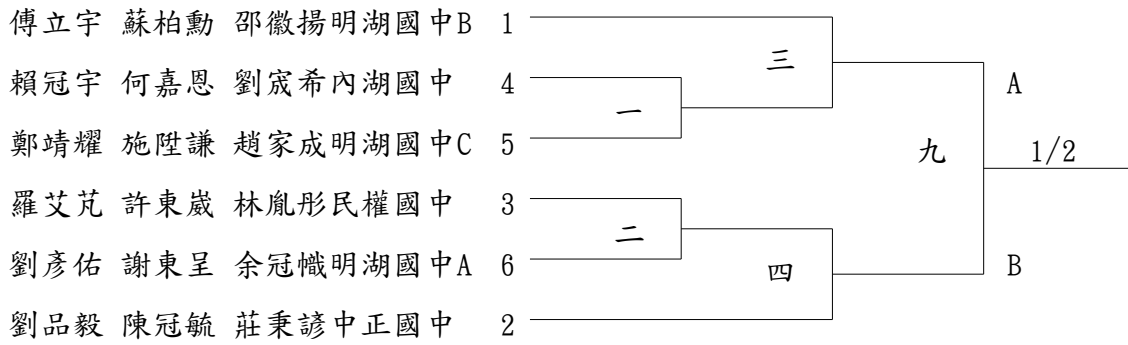 傅立宇 蘇柏勳 邵徽揚明湖國中B 1
三
賴冠宇 何嘉恩 劉宬希內湖國中 4
A
一
鄭靖耀 施陞謙 趙家成明湖國中C 5
九 1/2
羅艾芃 許東崴 林胤彤民權國中 3
二
劉彥佑 謝東呈 余冠幟明湖國中A 6
四 B
劉品毅 陳冠毓 莊秉諺中正國中 2